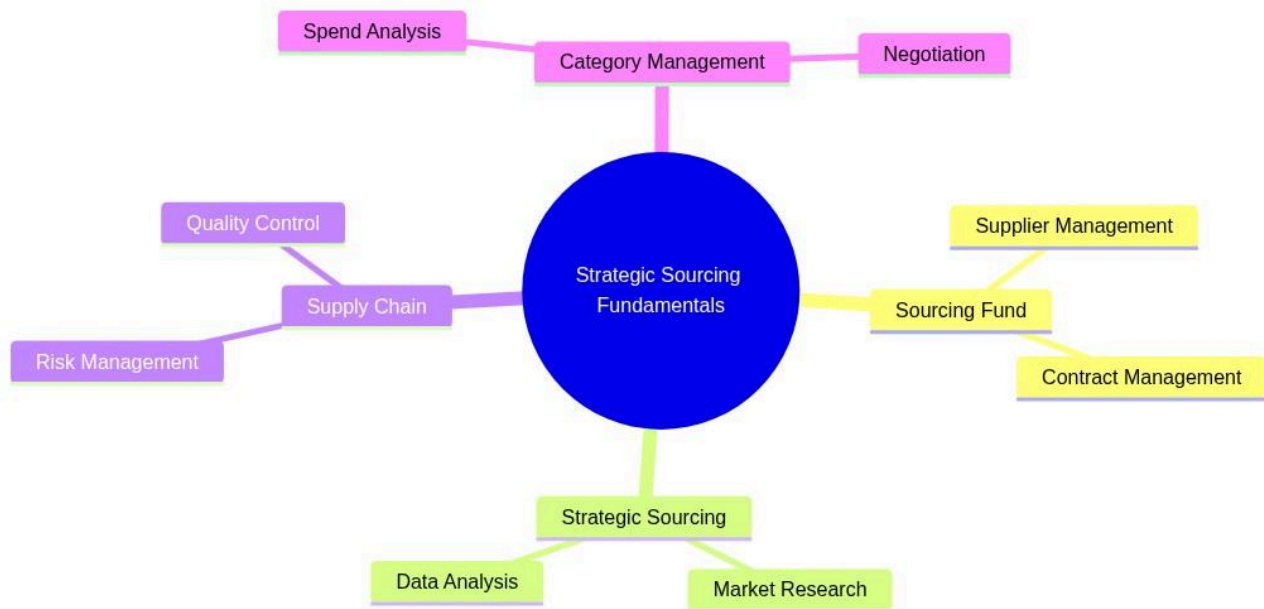 Spend Analysis
Category Management
Negotiation
Quality Control
Supply Chain
Risk Management
Strategic Sourcing
Fundamentals
Supplier Management
Sourcing Fund
Contract Management
Strategic Sourcing
Data Analysis
Market Research